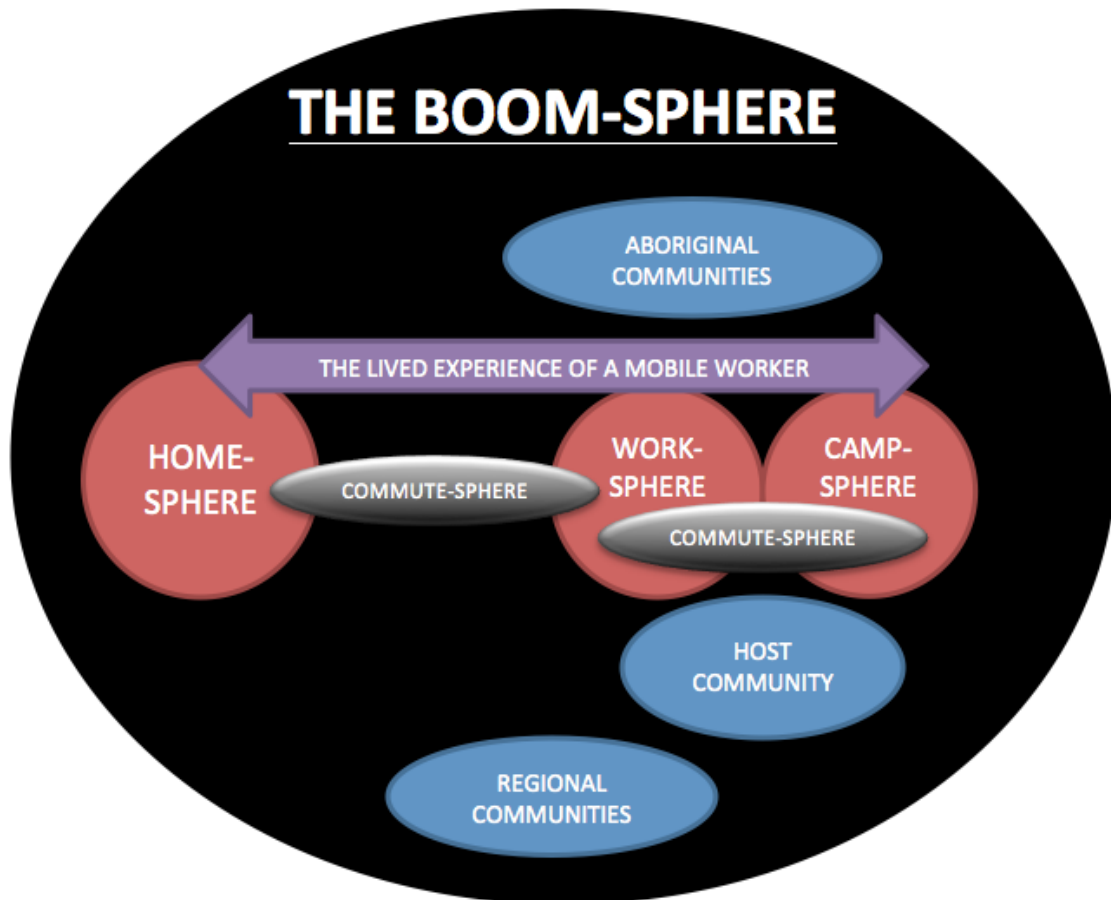 THE BOOM-SPHERE
ABORIGINAL
COMMUNITIES
THE LIVED EXPERIENCE OF A MOBILE WORKER
HOME-
SPHERE
COMMUTE-SPHERE
WORK-
SPHERE
CAMP-
SPHERE
COMMUTE-SPHERE
HOST
COMMUNITY
REGIONAL
COMMUNITIES